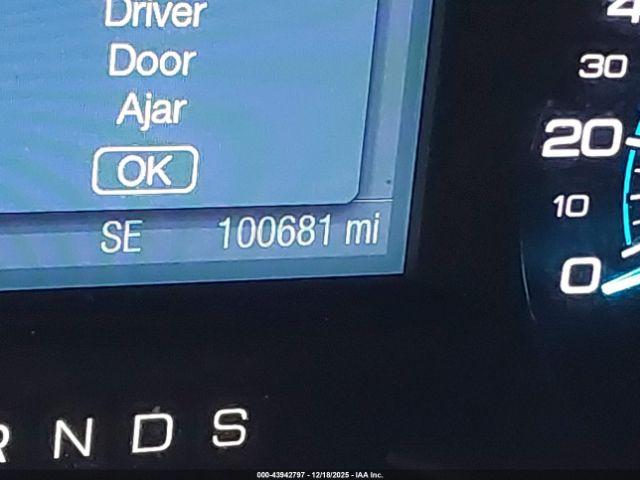 Driver
Door
Ajar
OK
SE 100681 mi
30
20
10
0
R N D S
000-43942797 - 12/18/2025 - IAA Inc.